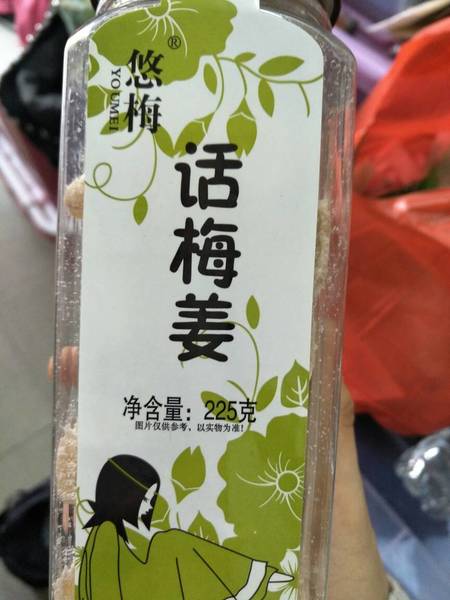 悠梅®
YOUMEI
话梅姜
净含量：225克
图片仅供参考，以实物为准！